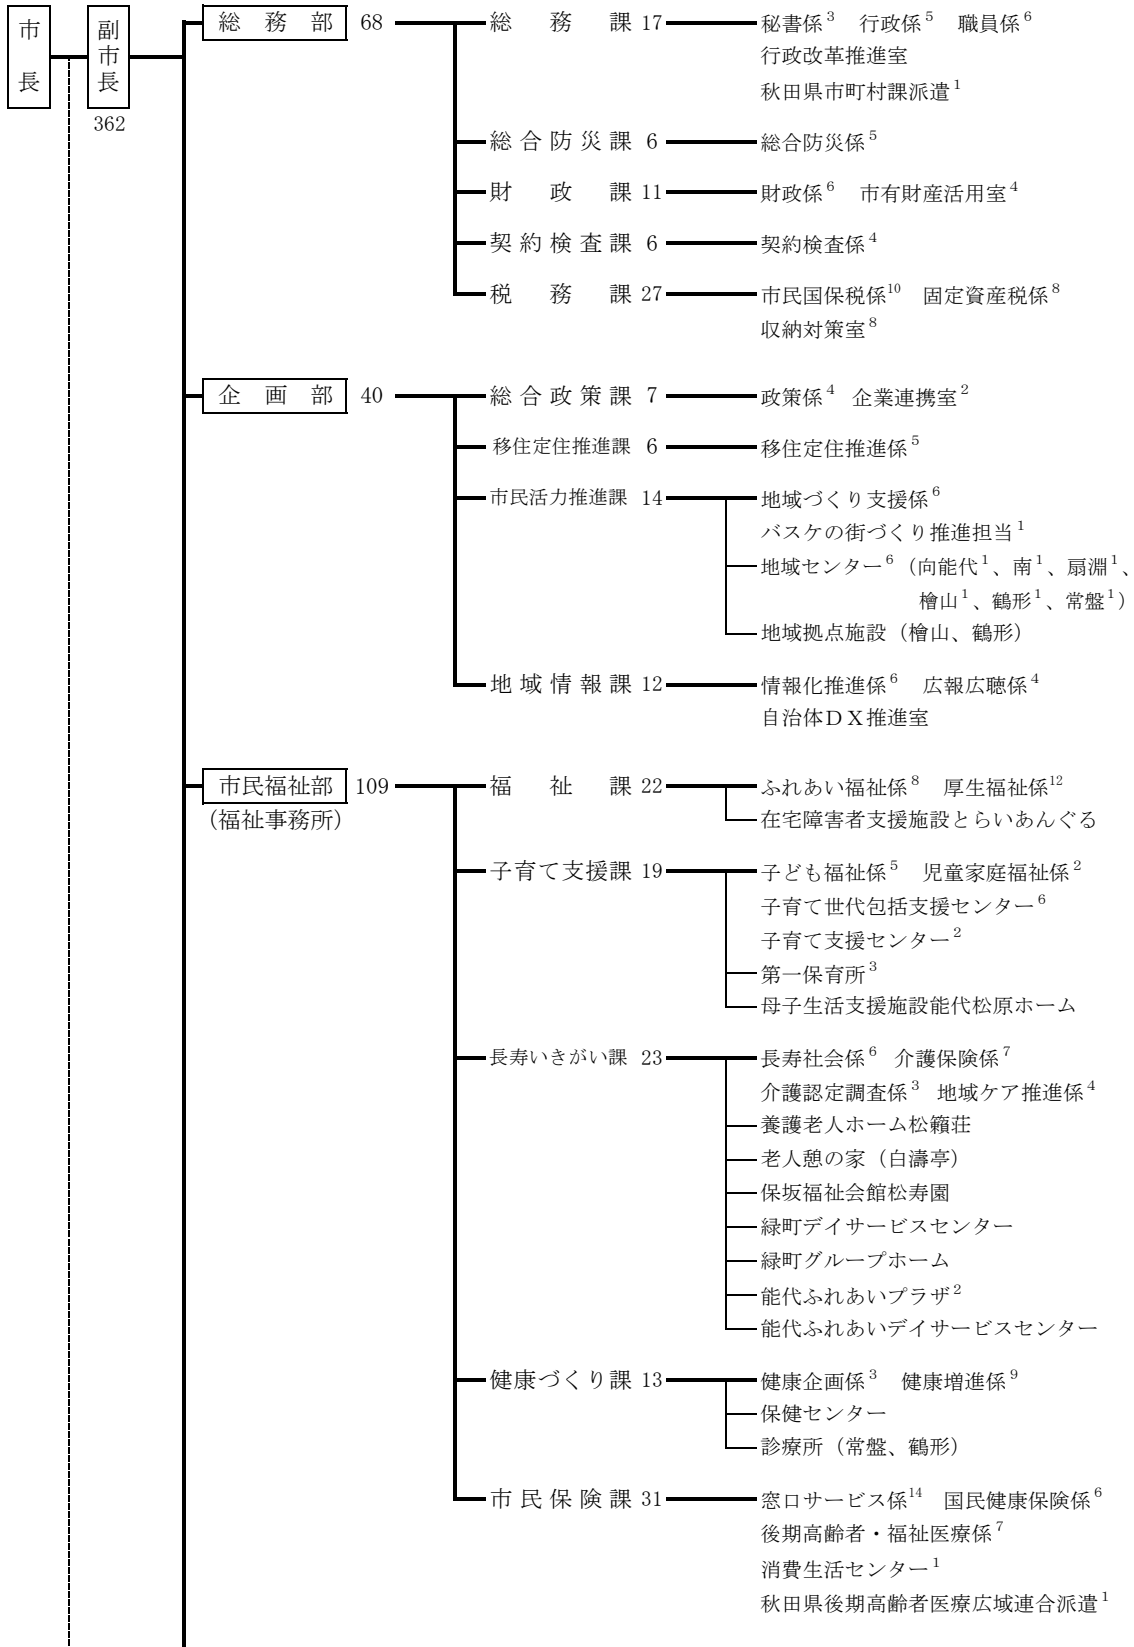 市長
副市長
362
総務部 68
総務課 17
秘書係3 行政係5 職員係6
行政改革推進室
秋田県市町村課派遣1
総合防災課 6
総合防災係5
財政課 11
財政係6 市有財産活用室4
契約検査課 6
契約検査係4
税務課 27
市民国保税係10 固定資産税係8
収納対策室8
企画部 40
総合政策課 7
政策係4 企業連携室2
移住定住推進課 6
移住定住推進係5
市民活力推進課 14
地域づくり支援係6
バスケの街づくり推進担当1
地域センター6(向能代1、南1、扇淵1、
檜山1、鶴形1、常盤1)
地域拠点施設(檜山、鶴形)
地域情報課 12
情報化推進係6 広報広聴係4
自治体DX推進室
市民福祉部 109
(福祉事務所)
福祉課 22
ふれあい福祉係8 厚生福祉係12
在宅障害者支援施設とらいあんぐる
子育て支援課 19
子ども福祉係5 児童家庭福祉係2
子育て世代包括支援センター6
子育て支援センター2
第一保育所3
母子生活支援施設能代松原ホーム
長寿いきがい課 23
長寿社会係6 介護保険係7
介護認定調査係3 地域ケア推進係4
養護老人ホーム松籟荘
老人憩の家(白濤亭)
保坂福祉会館松寿園
緑町デイサービスセンター
緑町グループホーム
能代ふれあいプラザ2
能代ふれあいデイサービスセンター
健康づくり課 13
健康企画係3 健康増進係9
保健センター
診療所(常盤、鶴形)
市民保険課 31
窓口サービス係14 国民健康保険係6
後期高齢者・福祉医療係7
消費生活センター1
秋田県後期高齢者医療広域連合派遣1